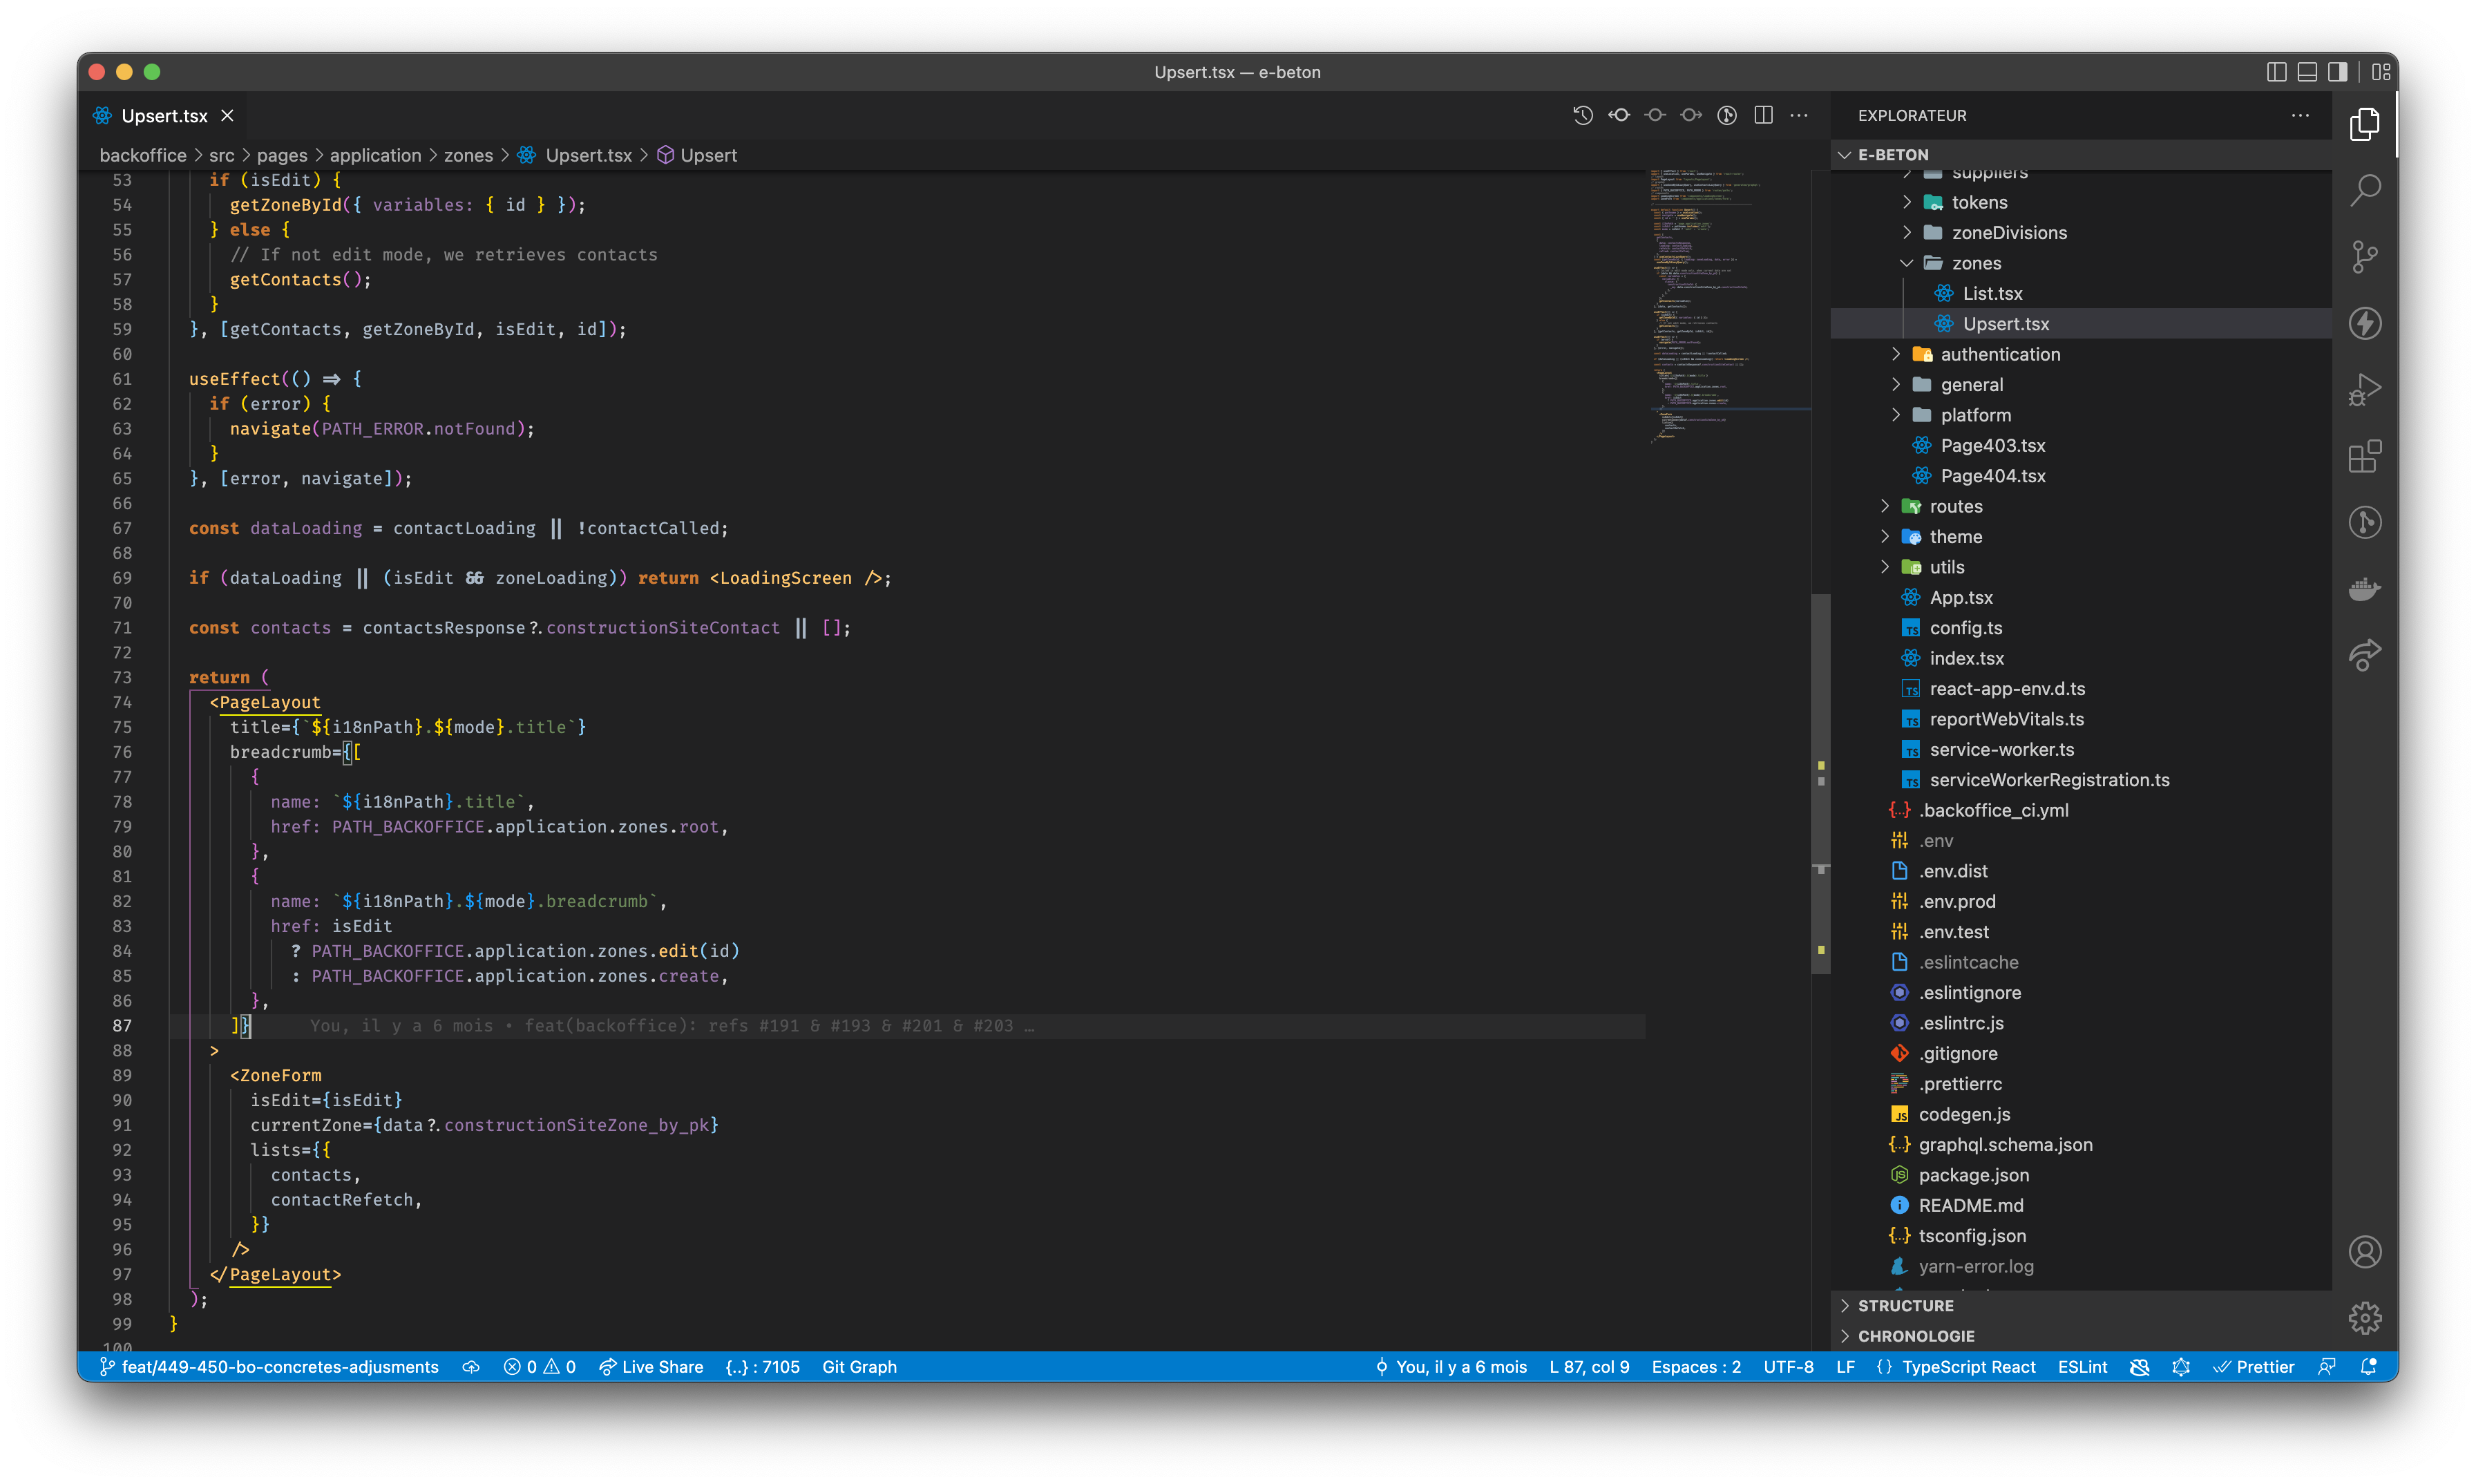 Upsert.tsx — e-beton
Upsert.tsx
backoffice > src > pages > application > zones > Upsert.tsx > Upsert
53 if (isEdit) {
54 getZoneById({ variables: { id } });
55 } else {
56 // If not edit mode, we retrieves contacts
57 getContacts();
58 }
59 }, [getContacts, getZoneById, isEdit, id]);
60
61 useEffect(() => {
62 if (error) {
63 navigate(PATH_ERROR.notFound);
64 }
65 }, [error, navigate]);
66
67 const dataLoading = contactLoading || !contactCalled;
68
69 if (dataLoading || (isEdit && zoneLoading)) return <LoadingScreen />;
70
71 const contacts = contactsResponse?.constructionSiteContact || [];
72
73 return (
74 <PageLayout
75 title={`${i18nPath}.${mode}.title`}
76 breadcrumb={[
77 {
78 name: `${i18nPath}.title`,
79 href: PATH_BACKOFFICE.application.zones.root,
80 },
81 {
82 name: `${i18nPath}.${mode}.breadcrumb`,
83 href: isEdit
84 ? PATH_BACKOFFICE.application.zones.edit(id)
85 : PATH_BACKOFFICE.application.zones.create,
86 },
87 ]} You, il y a 6 mois • feat(backoffice): refs #191 & #193 & #201 & #203 …
88 >
89 <ZoneForm
90 isEdit={isEdit}
91 currentZone={data?.constructionSiteZone_by_pk}
92 lists={{
93 contacts,
94 contactRefetch,
95 }}
96 />
97 </PageLayout>
98 );
99 }
100
EXPLORATEUR
E-BETON
suppliers
tokens
zoneDivisions
zones
List.tsx
Upsert.tsx
authentication
general
platform
Page403.tsx
Page404.tsx
routes
theme
utils
App.tsx
config.ts
index.tsx
react-app-env.d.ts
reportWebVitals.ts
service-worker.ts
serviceWorkerRegistration.ts
.backoffice_ci.yml
.env
.env.dist
.env.prod
.env.test
.eslintcache
.eslintignore
.eslintrc.js
.gitignore
.prettierrc
codegen.js
graphql.schema.json
package.json
README.md
tsconfig.json
yarn-error.log
STRUCTURE
CHRONOLOGIE
feat/449-450-bo-concretes-adjusments 0 0 Live Share {..} : 7105 Git Graph You, il y a 6 mois L 87, col 9 Espaces : 2 UTF-8 LF {} TypeScript React ESLint Prettier